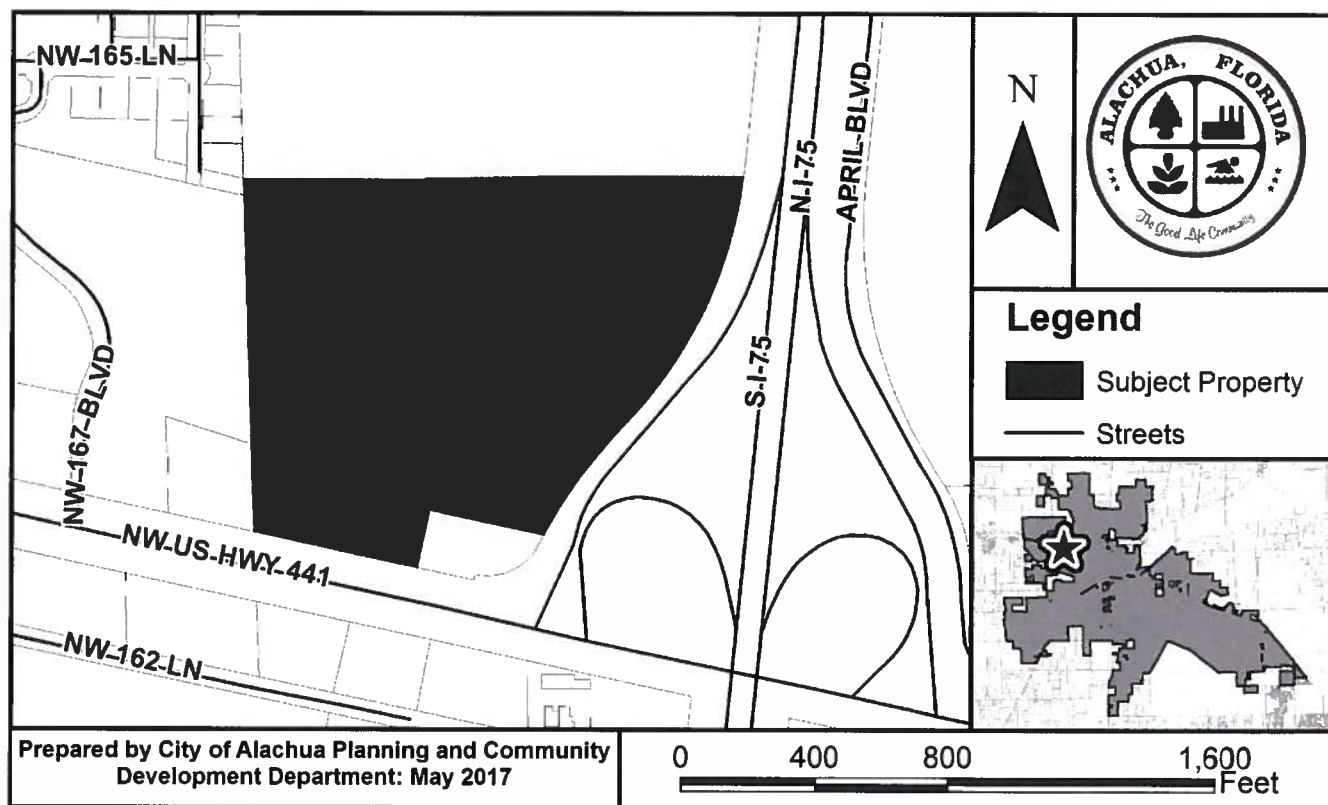 NW 165 LN
N I-75
APRIL BLVD
S I-75
NW 167 BLVD
NW US HWY 441
NW 162 LN
N
ALACHUA, FLORIDA
The Good Life Community
Legend
Subject Property
Streets
Prepared by City of Alachua Planning and Community
Development Department: May 2017
0 400 800 1,600
Feet